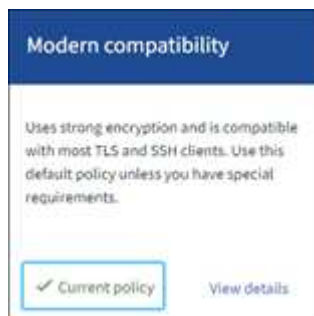 Modern compatibility
Uses strong encryption and is compatible
with most TLS and SSH clients. Use this
default policy unless you have special
requirements.
✓ Current policy
View details